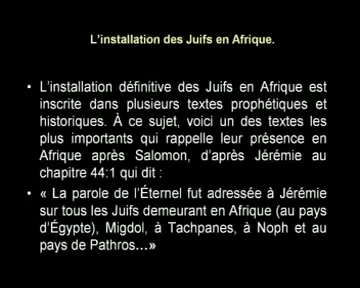 L'installation des Juifs en Afrique.
• L'installation définitive des Juifs en Afrique est
inscrite dans plusieurs textes prophétiques et
historiques. À ce sujet, voici un des textes les
plus importants qui rappelle leur présence en
Afrique après Salomon, d'après Jérémie au
chapitre 44:1 qui dit :
• « La parole de l'Éternel fut adressée à Jérémie
sur tous les Juifs demeurant en Afrique (au pays
d'Égypte), Migdol, à Tachpanes, à Noph et au
pays de Pathros…»